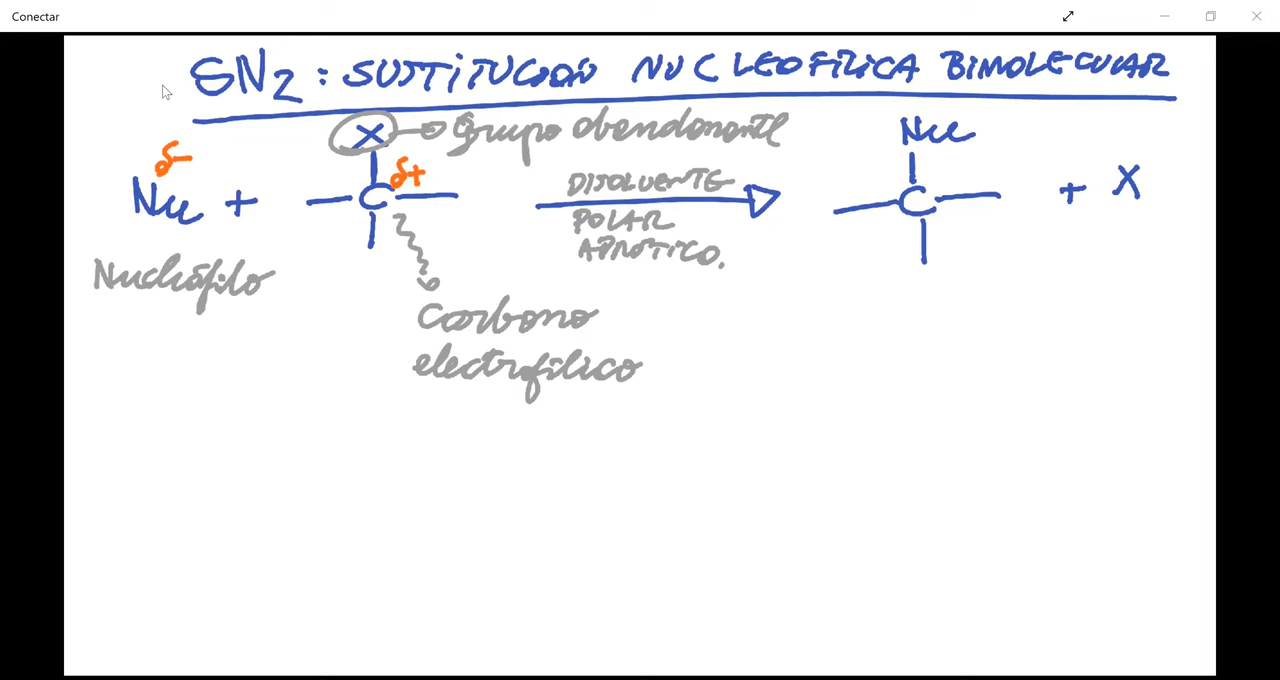 Conectar
SN2: SUSTITUCIÓN NUCLEOFÍLICA BIMOLECULAR
X → Grupo abandonante
Nu
δ-
δ+
Nu + C
DISOLVENTE
POLAR
APRÓTICO.
C + X
Nucleófilo
Carbono
electrofílico